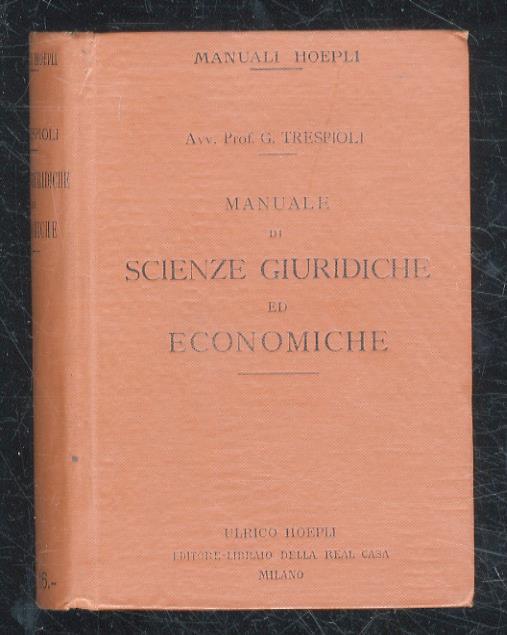 MANUALI HOEPLI
Avv. Prof. G. TRESPIOLI
MANUALE
DI
SCIENZE GIURIDICHE
ED
ECONOMICHE
ULRICO HOEPLI
EDITORE-LIBRAIO DELLA REAL CASA
MILANO
HOEPLI